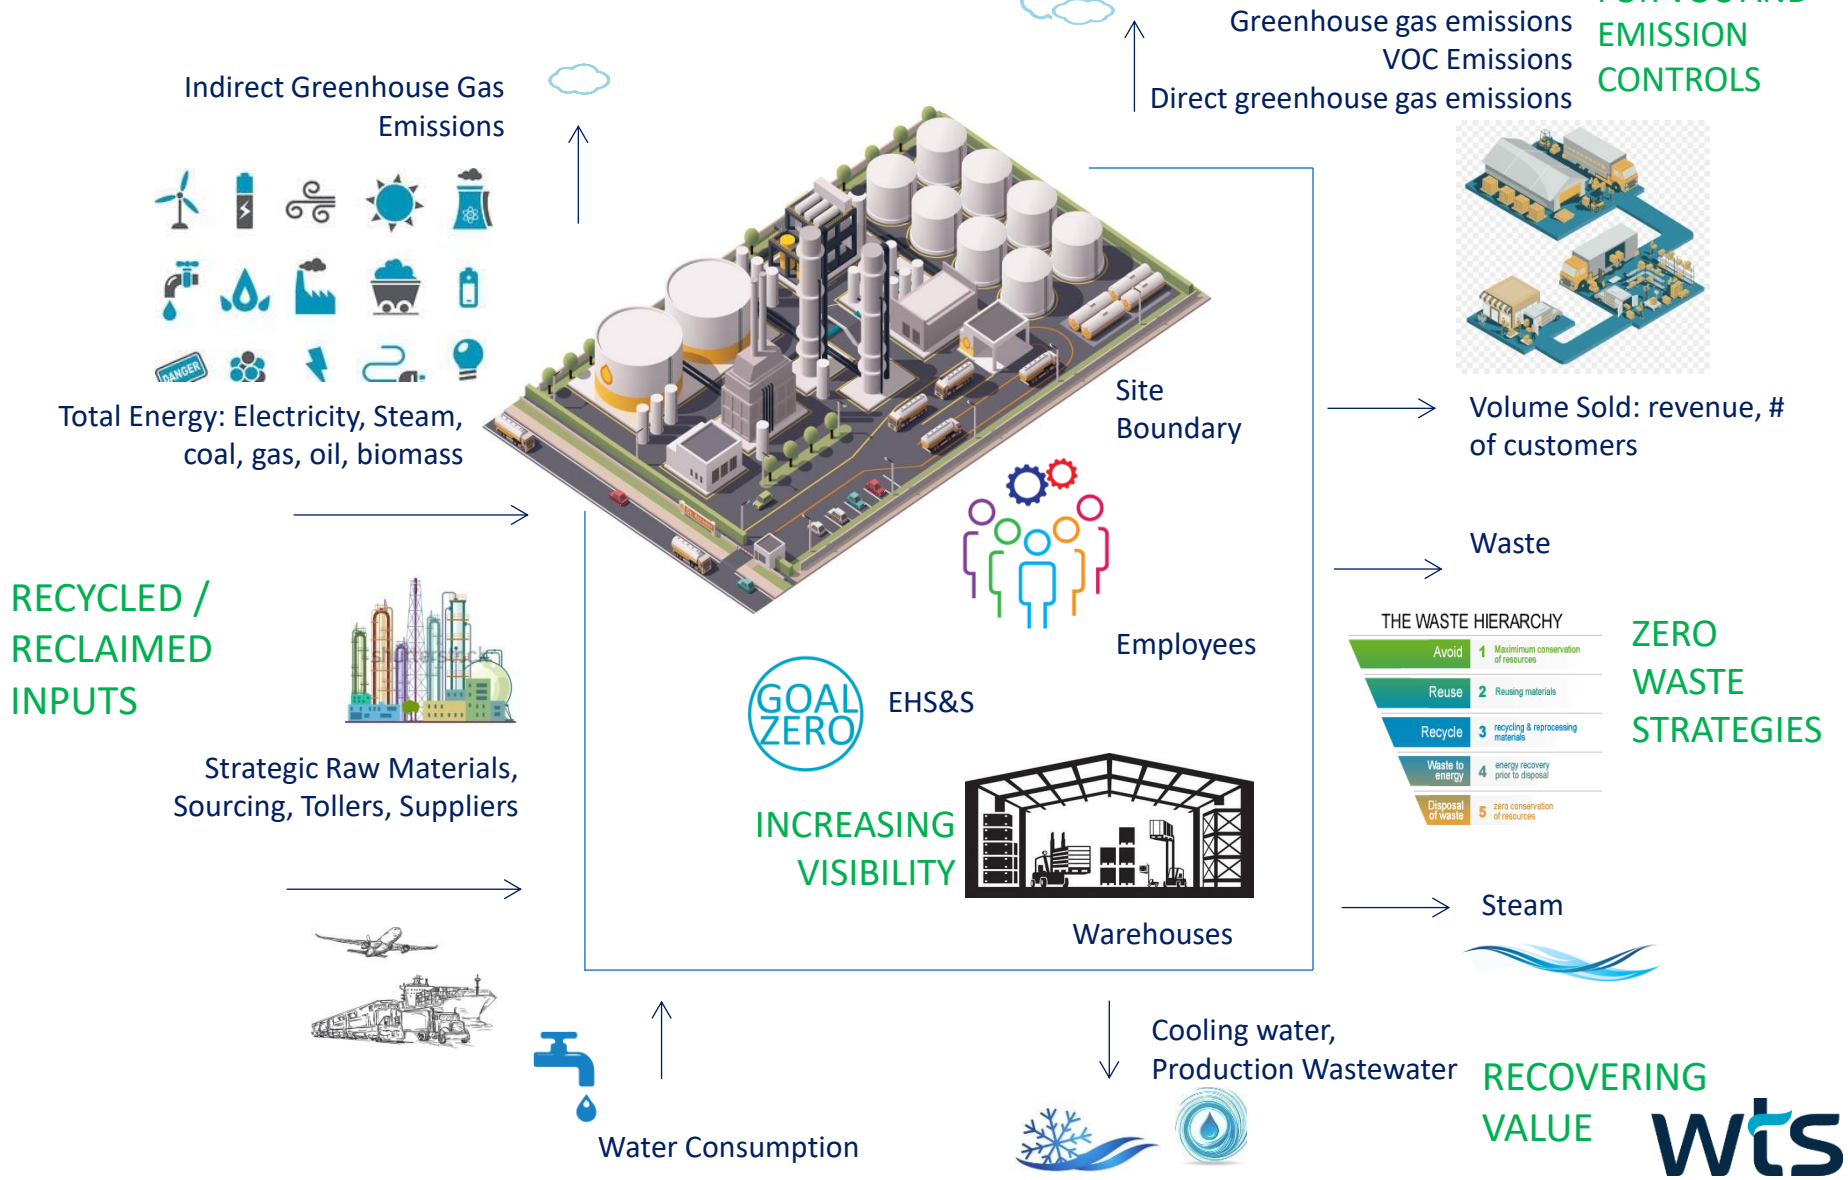 Greenhouse gas emissions
VOC Emissions
Direct greenhouse gas emissions
FOR VOC AND
EMISSION
CONTROLS
Indirect Greenhouse Gas
Emissions
DANGER
Total Energy: Electricity, Steam,
coal, gas, oil, biomass
Site
Boundary
Volume Sold: revenue, #
of customers
Waste
RECYCLED /
RECLAIMED
INPUTS
shutterstock
Employees
THE WASTE HIERARCHY
Avoid 1 Maximimum conservation
of resources
Reuse 2 Reusing materials
Recycle 3 recycling & reprocessing
materials
Waste to
energy 4 energy recovery
prior to disposal
Disposal
of waste 5 zero conservation
of resources
ZERO
WASTE
STRATEGIES
GOAL
ZERO
EHS&S
Strategic Raw Materials,
Sourcing, Tollers, Suppliers
INCREASING
VISIBILITY
Warehouses
Steam
Cooling water,
Production Wastewater
Water Consumption
RECOVERING
VALUE
wts